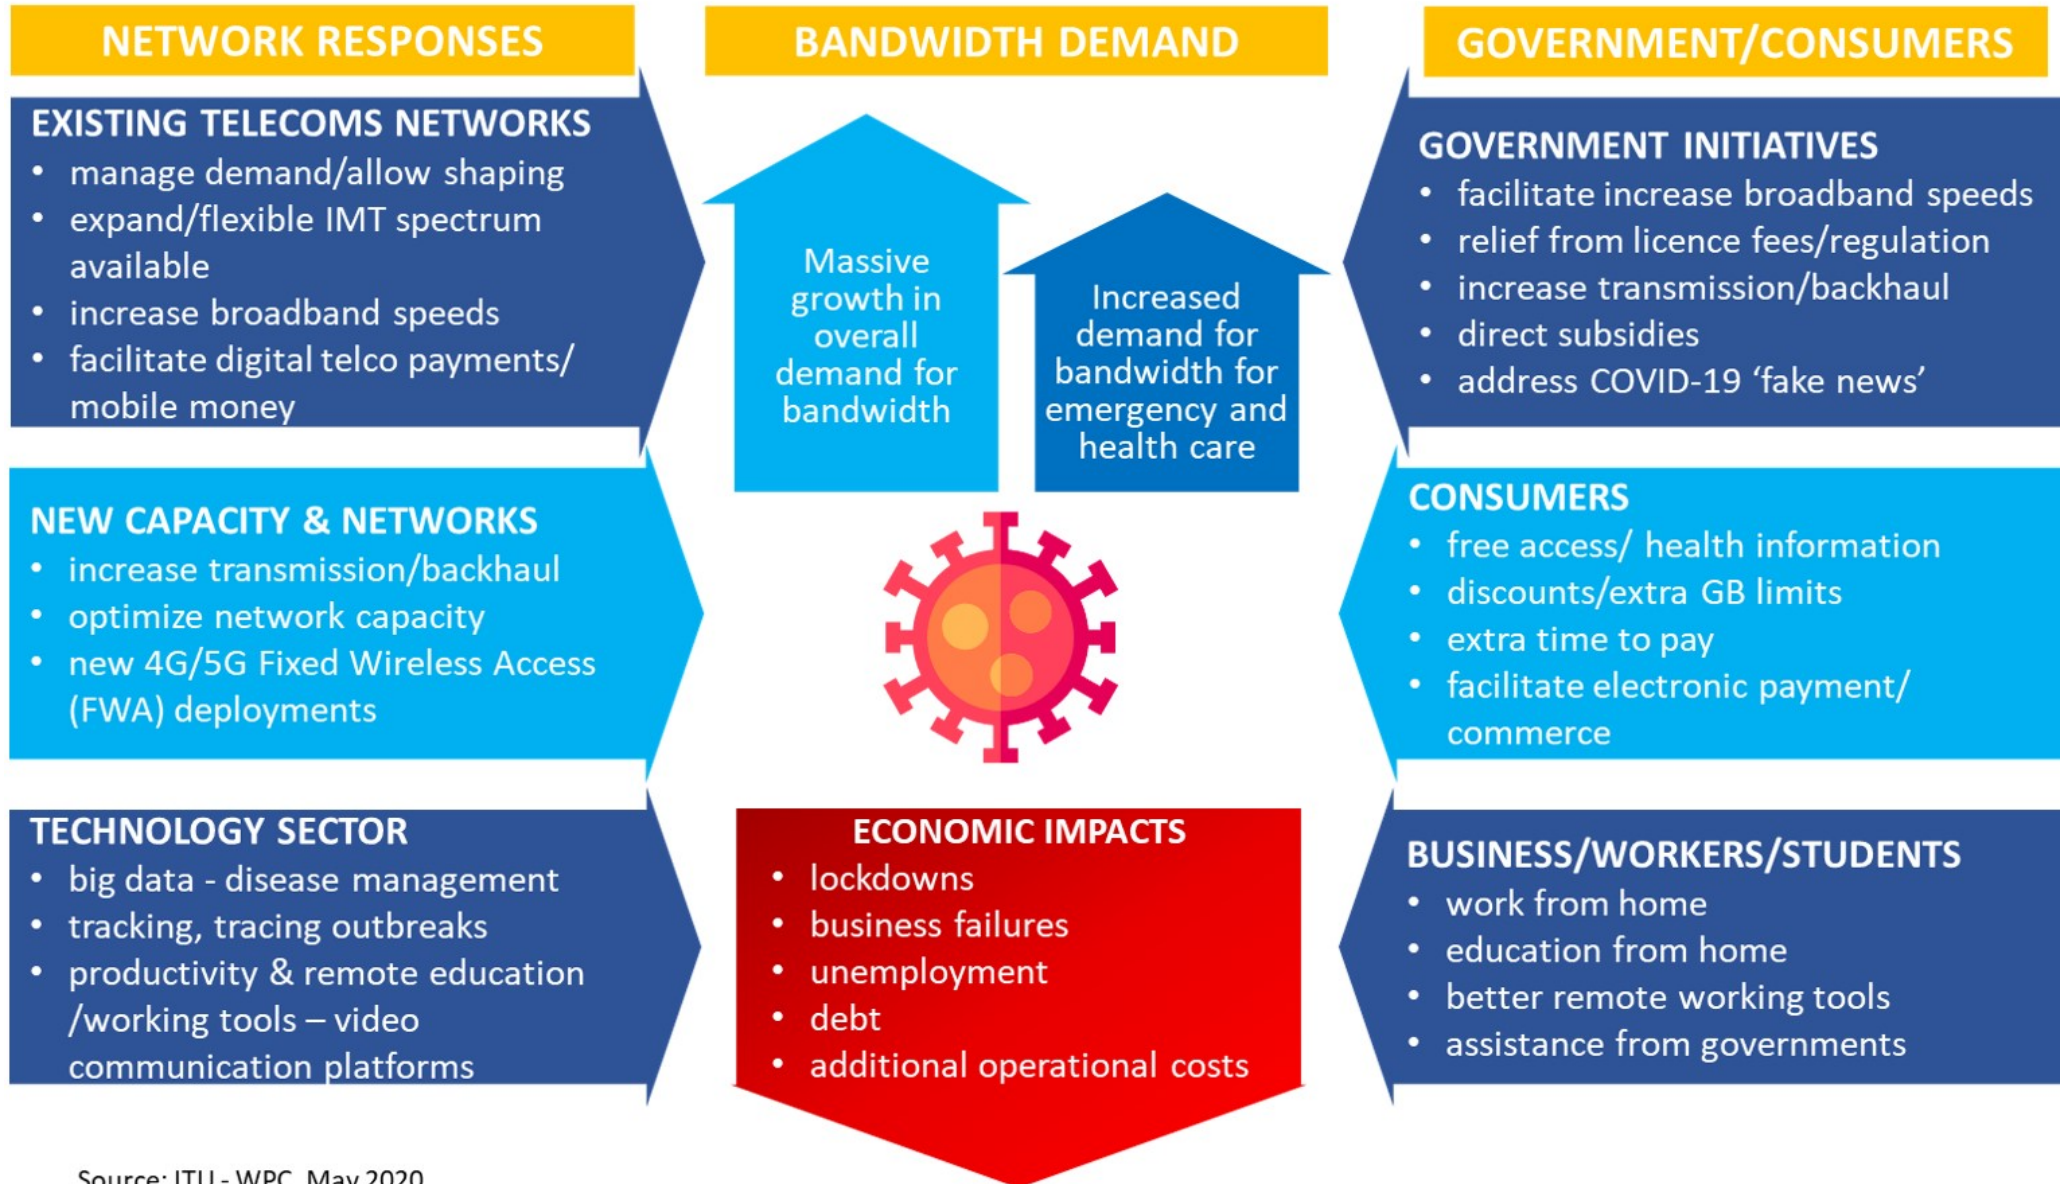 NETWORK RESPONSES
EXISTING TELECOMS NETWORKS
• manage demand/allow shaping
• expand/flexible IMT spectrum
available
• increase broadband speeds
• facilitate digital telco payments/
mobile money
NEW CAPACITY & NETWORKS
• increase transmission/backhaul
• optimize network capacity
• new 4G/5G Fixed Wireless Access
(FWA) deployments
TECHNOLOGY SECTOR
• big data - disease management
• tracking, tracing outbreaks
• productivity & remote education
/working tools – video
communication platforms
BANDWIDTH DEMAND
Massive
growth in
overall
demand for
bandwidth
Increased
demand for
bandwidth for
emergency and
health care
ECONOMIC IMPACTS
• lockdowns
• business failures
• unemployment
• debt
• additional operational costs
GOVERNMENT/CONSUMERS
GOVERNMENT INITIATIVES
• facilitate increase broadband speeds
• relief from licence fees/regulation
• increase transmission/backhaul
• direct subsidies
• address COVID-19 ‘fake news’
CONSUMERS
• free access/ health information
• discounts/extra GB limits
• extra time to pay
• facilitate electronic payment/
commerce
BUSINESS/WORKERS/STUDENTS
• work from home
• education from home
• better remote working tools
• assistance from governments
Source: ITU - WPC, May 2020